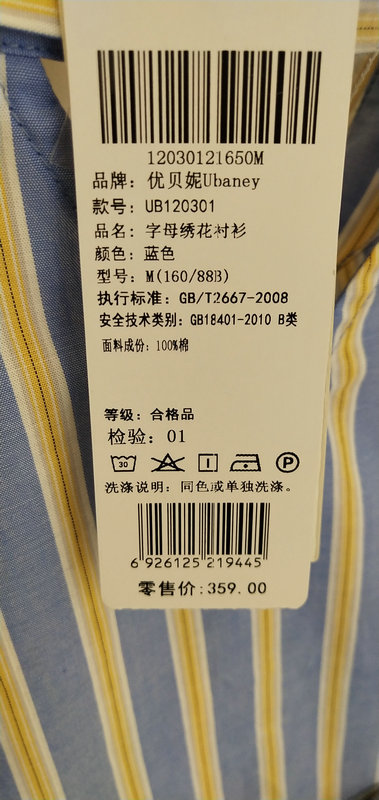 12030121650M
品牌：优贝妮Ubaney
款号：UB120301
品名：字母绣花衬衫
颜色：蓝色
型号：M(160/88B)
执行标准：GB/T2667-2008
安全技术类别：GB18401-2010 B类
面料成份：100%棉
等级：合格品
检验：01
30 P
洗涤说明：同色或单独洗涤。
6 926125 219445
零售价:359.00